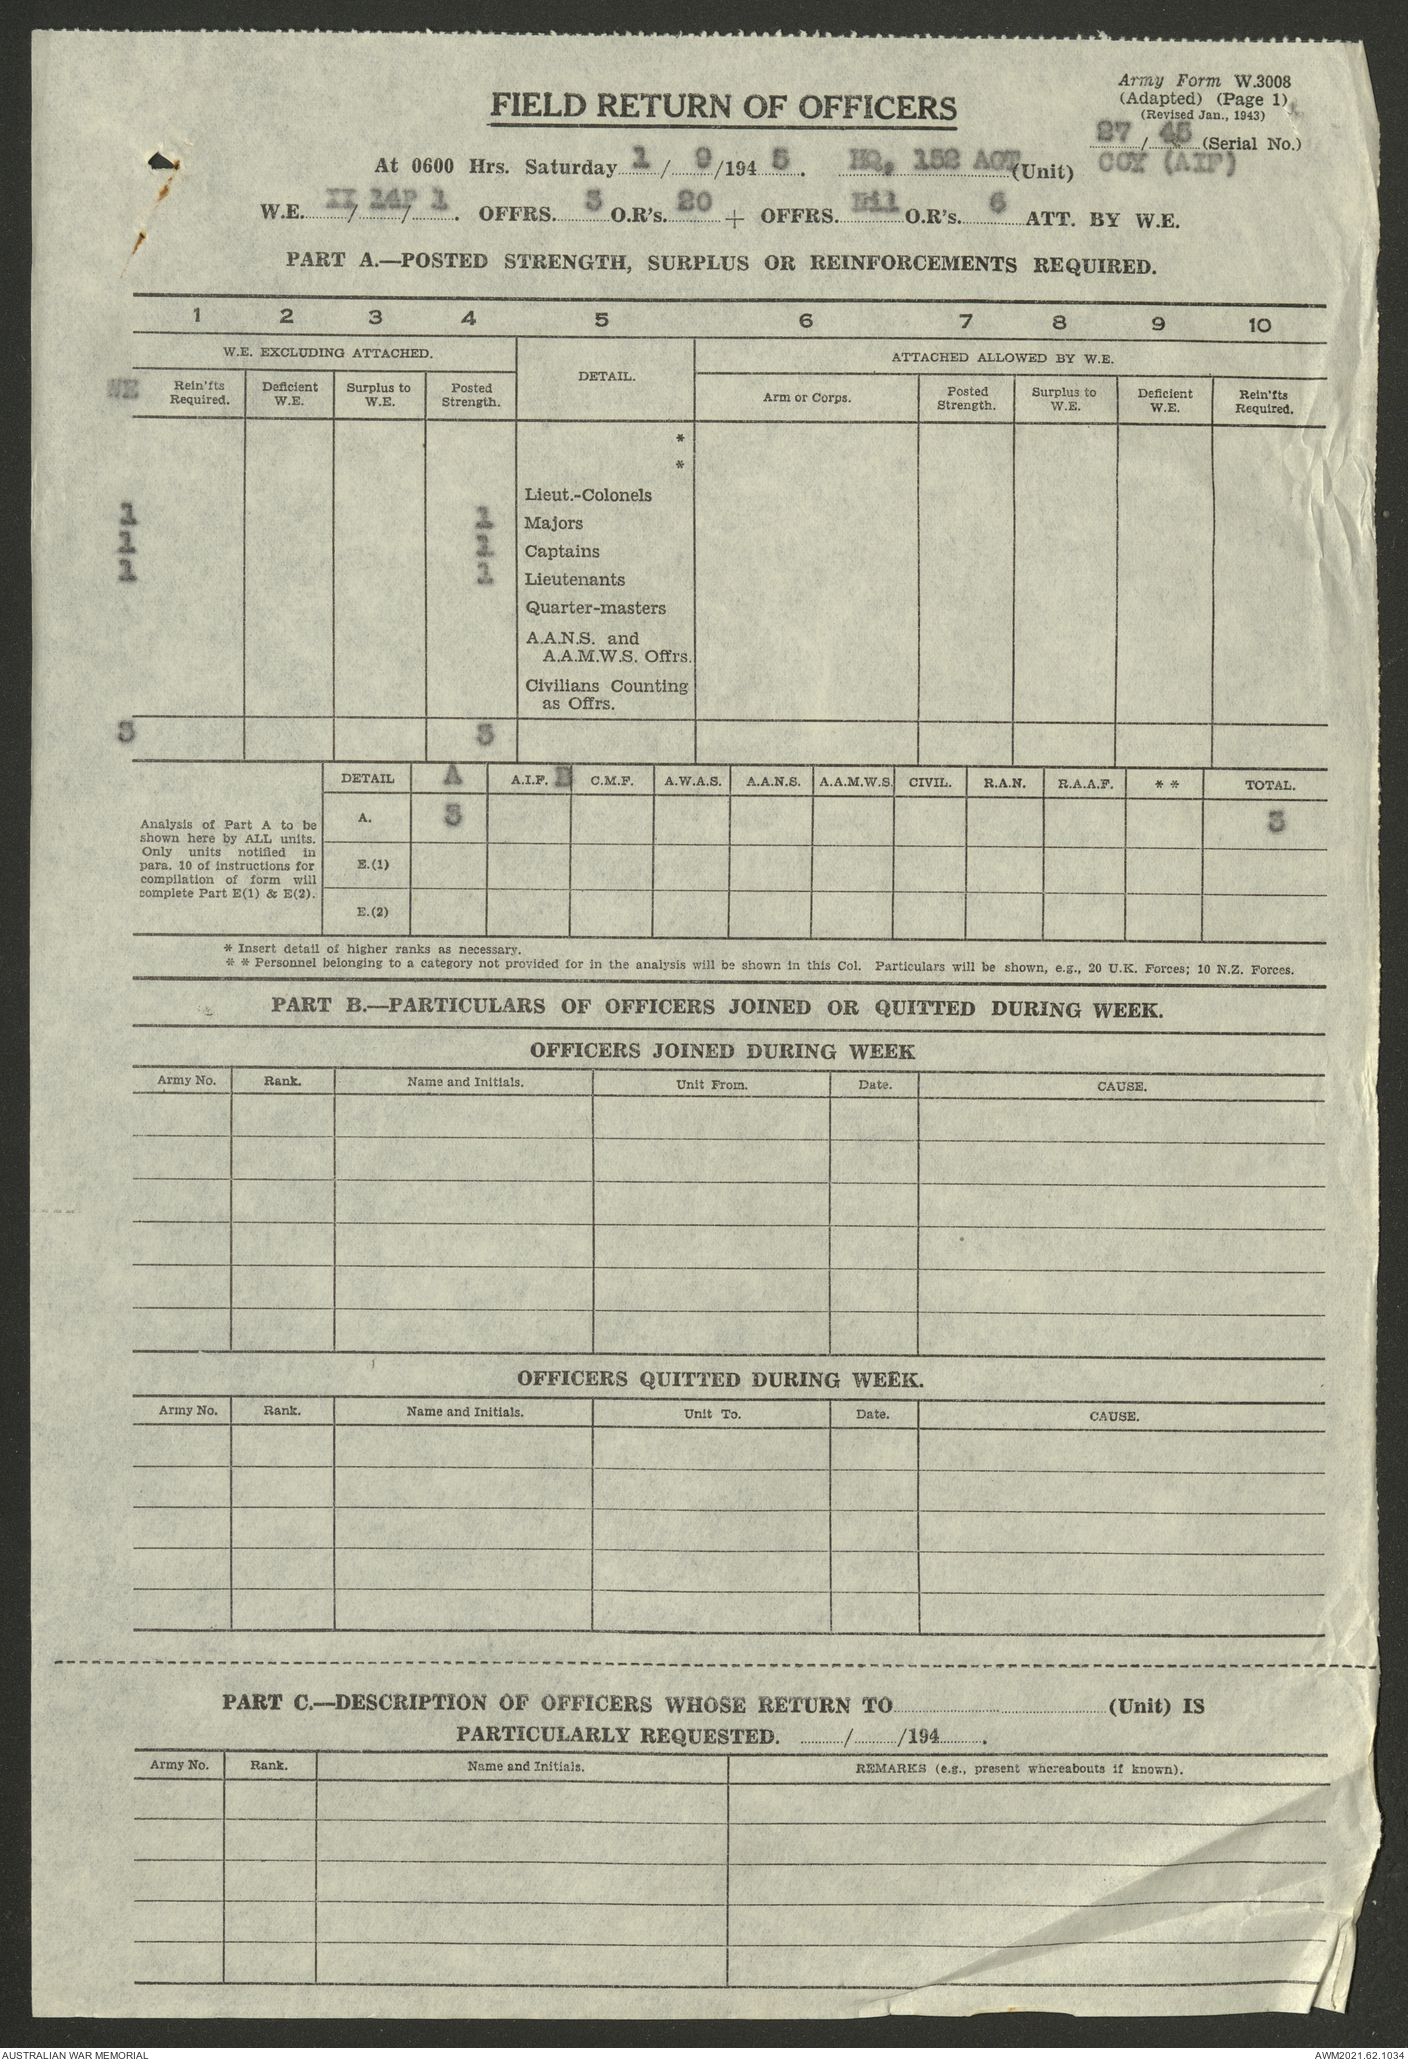 Army Form W.3008
(Adapted) (Page 1)
(Revised Jan., 1943)
FIELD RETURN OF OFFICERS
27 / 45 (Serial No.)
At 0600 Hrs. Saturday 1 / 9 /194 5 . HQ, 152 AGT (Unit) COY (AIF)
W.E. II / 14F / 1 . OFFRS. 3 O.R's. 20 + OFFRS. Nil O.R's. 6 ATT. BY W.E.
PART A.—POSTED STRENGTH, SURPLUS OR REINFORCEMENTS REQUIRED.
1 2 3 4 5 6 7 8 9 10
W.E. EXCLUDING ATTACHED. DETAIL. ATTACHED ALLOWED BY W.E.
WE Rein'fts Required. Deficient W.E. Surplus to W.E. Posted Strength. Arm or Corps. Posted Strength. Surplus to W.E. Deficient W.E. Rein'fts Required.
*
*
Lieut.-Colonels
1 1 Majors
1 1 Captains
1 1 Lieutenants
Quarter-masters
A.A.N.S. and
A.A.M.W.S. Offrs.
Civilians Counting
as Offrs.
3 3
DETAIL A A.I.F. B C.M.F. A.W.A.S. A.A.N.S. A.A.M.W.S. CIVIL. R.A.N. R.A.A.F. * * TOTAL.
A. 3 3
E.(1)
E.(2)
Analysis of Part A to be
shown here by ALL units.
Only units notified in
para. 10 of instructions for
compilation of form will
complete Part E(1) & E(2).
* Insert detail of higher ranks as necessary.
* * Personnel belonging to a category not provided for in the analysis will be shown in this Col. Particulars will be shown, e.g., 20 U.K. Forces; 10 N.Z. Forces.
PART B.—PARTICULARS OF OFFICERS JOINED OR QUITTED DURING WEEK.
OFFICERS JOINED DURING WEEK
Army No. Rank. Name and Initials. Unit From. Date. CAUSE.
OFFICERS QUITTED DURING WEEK.
Army No. Rank. Name and Initials. Unit To. Date. CAUSE.
PART C.—DESCRIPTION OF OFFICERS WHOSE RETURN TO (Unit) IS
PARTICULARLY REQUESTED. / /194 .
Army No. Rank. Name and Initials. REMARKS (e.g., present whereabouts if known).
AUSTRALIAN WAR MEMORIAL AWM2021.62.1034